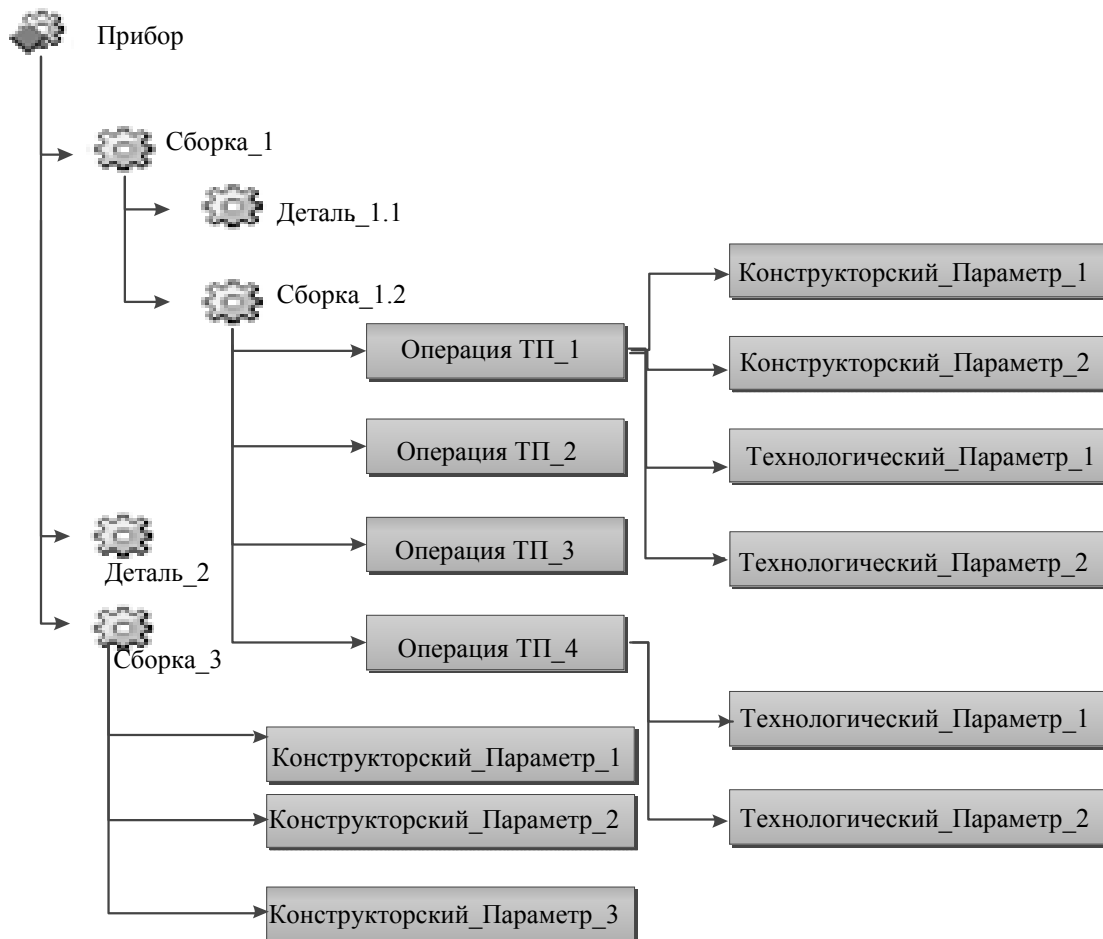 Прибор
Сборка_1
Деталь_1.1
Сборка_1.2
Конструкторский_Параметр_1
Операция ТП_1
Конструкторский_Параметр_2
Операция ТП_2
Технологический_Параметр_1
Операция ТП_3
Технологический_Параметр_2
Деталь_2
Операция ТП_4
Сборка_3
Технологический_Параметр_1
Конструкторский_Параметр_1
Конструкторский_Параметр_2
Технологический_Параметр_2
Конструкторский_Параметр_3